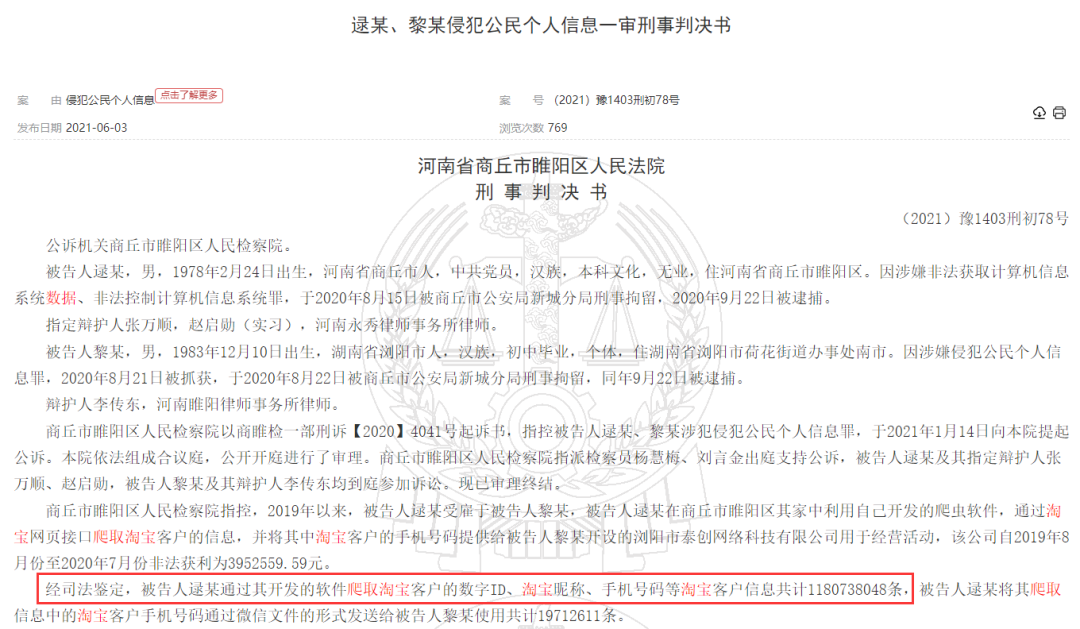 逯某、黎某侵犯公民个人信息一审刑事判决书
案 由 侵犯公民个人信息 点击了解更多 案 号 （2021）豫1403刑初78号
发布日期 2021-06-03 浏览次数 769
河南省商丘市睢阳区人民法院
刑 事 判 决 书
（2021）豫1403刑初78号
公诉机关商丘市睢阳区人民检察院。
被告人逯某，男，1978年2月24日出生，河南省商丘市人，中共党员，汉族，本科文化，无业，住河南省商丘市睢阳区。因涉嫌非法获取计算机信息
系统数据、非法控制计算机信息系统罪，于2020年8月15日被商丘市公安局新城分局刑事拘留，2020年9月22日被逮捕。
指定辩护人张万顺，赵启勋（实习），河南永秀律师事务所律师。
被告人黎某，男，1983年12月10日出生，湖南省浏阳市人，汉族，初中毕业，个体，住湖南省浏阳市荷花街道办事处南市。因涉嫌侵犯公民个人信
息罪，2020年8月21日被抓获，于2020年8月22日被商丘市公安局新城分局刑事拘留，同年9月22日被逮捕。
辩护人李传东，河南睢阳律师事务所律师。
商丘市睢阳区人民检察院以商睢检一部刑诉【2020】4041号起诉书，指控被告人逯某、黎某涉犯侵犯公民个人信息罪，于2021年1月14日向本院提起
公诉。本院依法组成合议庭，公开开庭进行了审理。商丘市睢阳区人民检察院指派检察员杨慧梅、刘言金出庭支持公诉，被告人逯某及其指定辩护人张
万顺、赵启勋，被告人黎某及其辩护人李传东均到庭参加诉讼。现已审理终结。
商丘市睢阳区人民检察院指控，2019年以来，被告人逯某受雇于被告人黎某，被告人逯某在商丘市睢阳区其家中利用自己开发的爬虫软件，通过淘
宝网页接口爬取淘宝客户的信息，并将其中淘宝客户的手机号码提供给被告人黎某开设的浏阳市泰创网络科技有限公司用于经营活动，该公司自2019年8
月份至2020年7月份非法获利为3952559.59元。
经司法鉴定，被告人逯某通过其开发的软件爬取淘宝客户的数字ID、淘宝昵称、手机号码等淘宝客户信息共计1180738048条，被告人逯某将其爬取
信息中的淘宝客户手机号码通过微信文件的形式发送给被告人黎某使用共计19712611条。